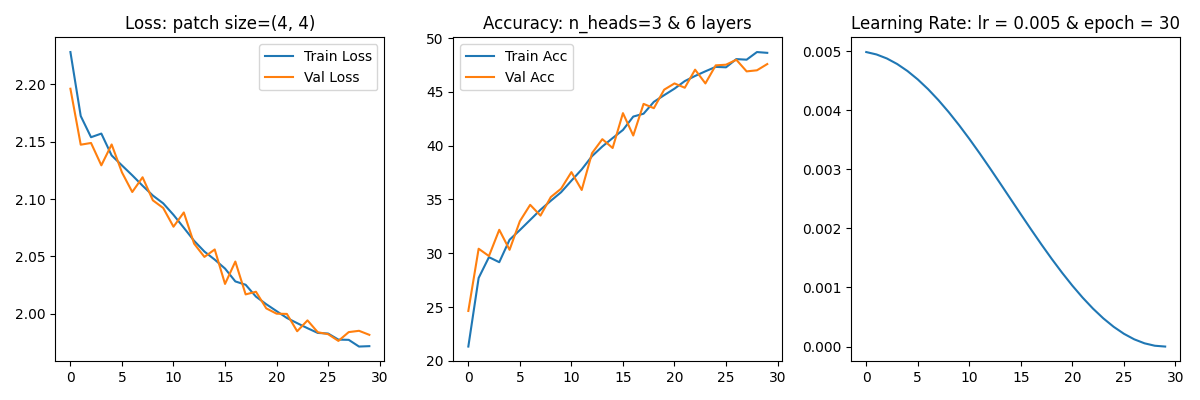 Loss: patch size=(4, 4)
Train Loss
Val Loss
2.20
2.15
2.10
2.05
2.00
0 5 10 15 20 25 30
Accuracy: n_heads=3 & 6 layers
Train Acc
Val Acc
50
45
40
35
30
25
20
0 5 10 15 20 25 30
Learning Rate: lr = 0.005 & epoch = 30
0.005
0.004
0.003
0.002
0.001
0.000
0 5 10 15 20 25 30